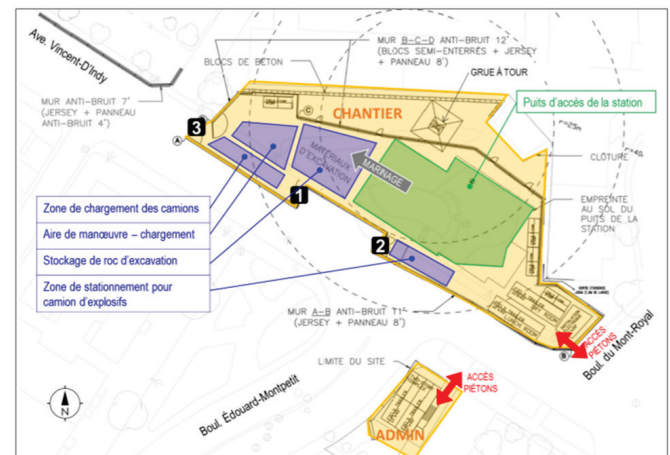 Ave. Vincent-D'Indy
MUR B-C-D ANTI-BRUIT 12'
(BLOCS SEMI-ENTERRÉS + JERSEY
+ PANNEAU 8')
BLOCS DE BÉTON
GRUE À TOUR
MUR ANTI-BRUIT 7'
(JERSEY + PANNEAU
ANTI-BRUIT 4')
CHANTIER
C
Puits d'accès de la station
3
A
MATÉRIAUX
D'EXCAVATION
MARINAGE
CLÔTURE
1
EMPREINTE
AU SOL DU
PUITS DE LA
STATION
Zone de chargement des camions
Aire de manœuvre – chargement
Stockage de roc d'excavation
Zone de stationnement pour
camion d'explosifs
2
MUR A-B ANTI-BRUIT 11'
(JERSEY + PANNEAU 8')
B
ACCÈS
PIÉTONS
Boul. du Mont-Royal
LIMITE DU SITE
ACCÈS
PIÉTONS
Boul. Édouard-Montpetit
ADMIN
N